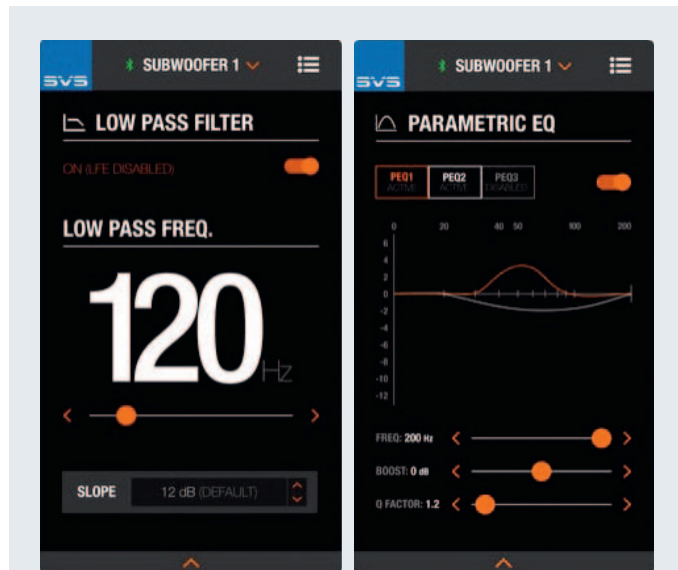 SVS
SUBWOOFER 1
LOW PASS FILTER
ON (LFE DISABLED)
LOW PASS FREQ.
120 Hz
SLOPE 12 dB (DEFAULT)
SVS
SUBWOOFER 1
PARAMETRIC EQ
PEQ1 PEQ2 PEQ3
ACTIVE ACTIVE DISABLED
0 20 40 50 100 200
6
4
2
0
-2
-4
-6
-8
-10
-12
FREQ: 200 Hz
BOOST: 0 dB
Q FACTOR: 1.2